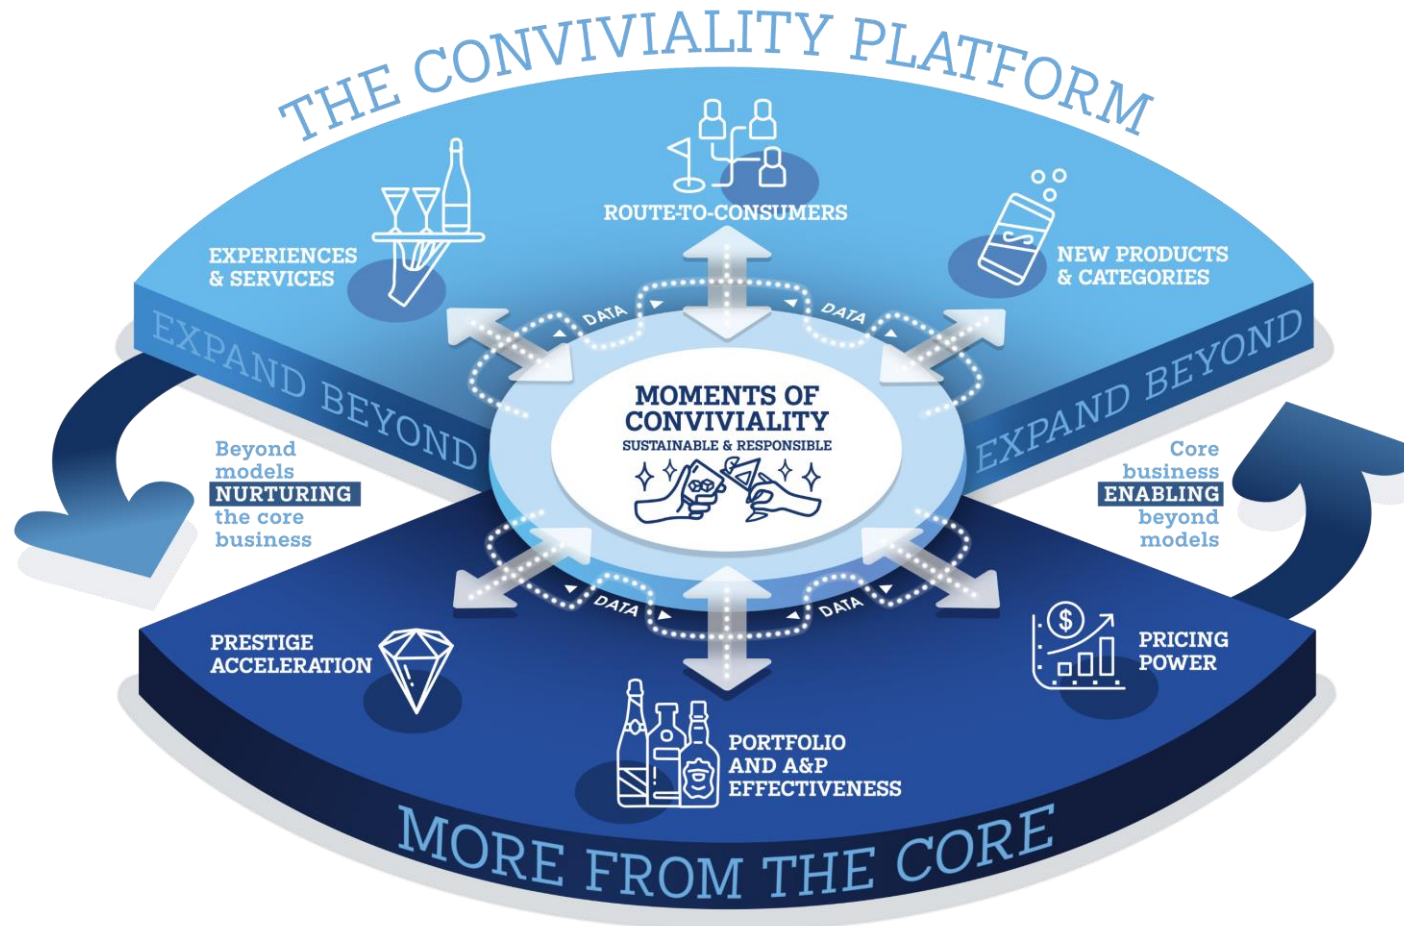 THE CONVIVIALITY PLATFORM
ROUTE-TO-CONSUMERS
EXPERIENCES
& SERVICES
NEW PRODUCTS
& CATEGORIES
DATA
DATA
EXPAND BEYOND
EXPAND BEYOND
MOMENTS OF
CONVIVIALITY
SUSTAINABLE & RESPONSIBLE
Beyond
models
NURTURING
the core
business
Core
business
ENABLING
beyond
models
DATA
DATA
PRESTIGE
ACCELERATION
$
PRICING
POWER
PORTFOLIO
AND A&P
EFFECTIVENESS
MORE FROM THE CORE